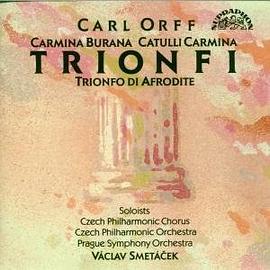 CARL ORFF
SUPRAPHON
CARMINA BURANA CATULLI CARMINA
TRIONFI
TRIONFO DI AFRODITE
Soloists
Czech Philharmonic Chorus
Czech Philharmonic Orchestra
Prague Symphony Orchestra
VÁCLAV SMETÁČEK